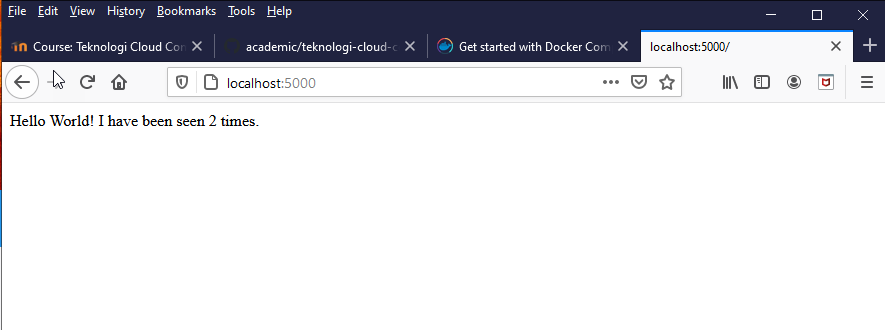 File Edit View History Bookmarks Tools Help
Course: Teknologi Cloud Com academic/teknologi-cloud-c Get started with Docker Com localhost:5000/
localhost:5000
Hello World! I have been seen 2 times.